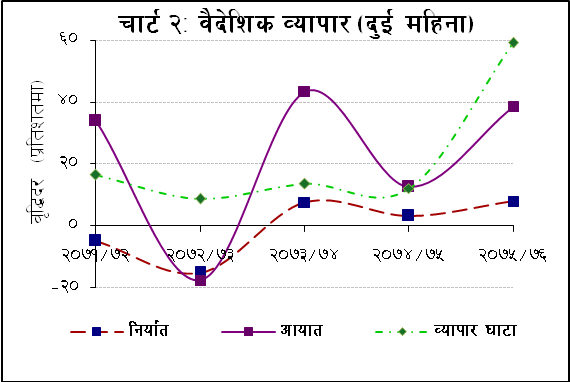 चार्ट २: वैदेशिक व्यापार (दुई महिना)
वृद्धिदर (प्रतिशतमा)
६०
४०
२०
०
-२०
२०७१/७२ २०७२/७३ २०७३/७४ २०७४/७५ २०७५/७६
निर्यात आयात व्यापार घाटा